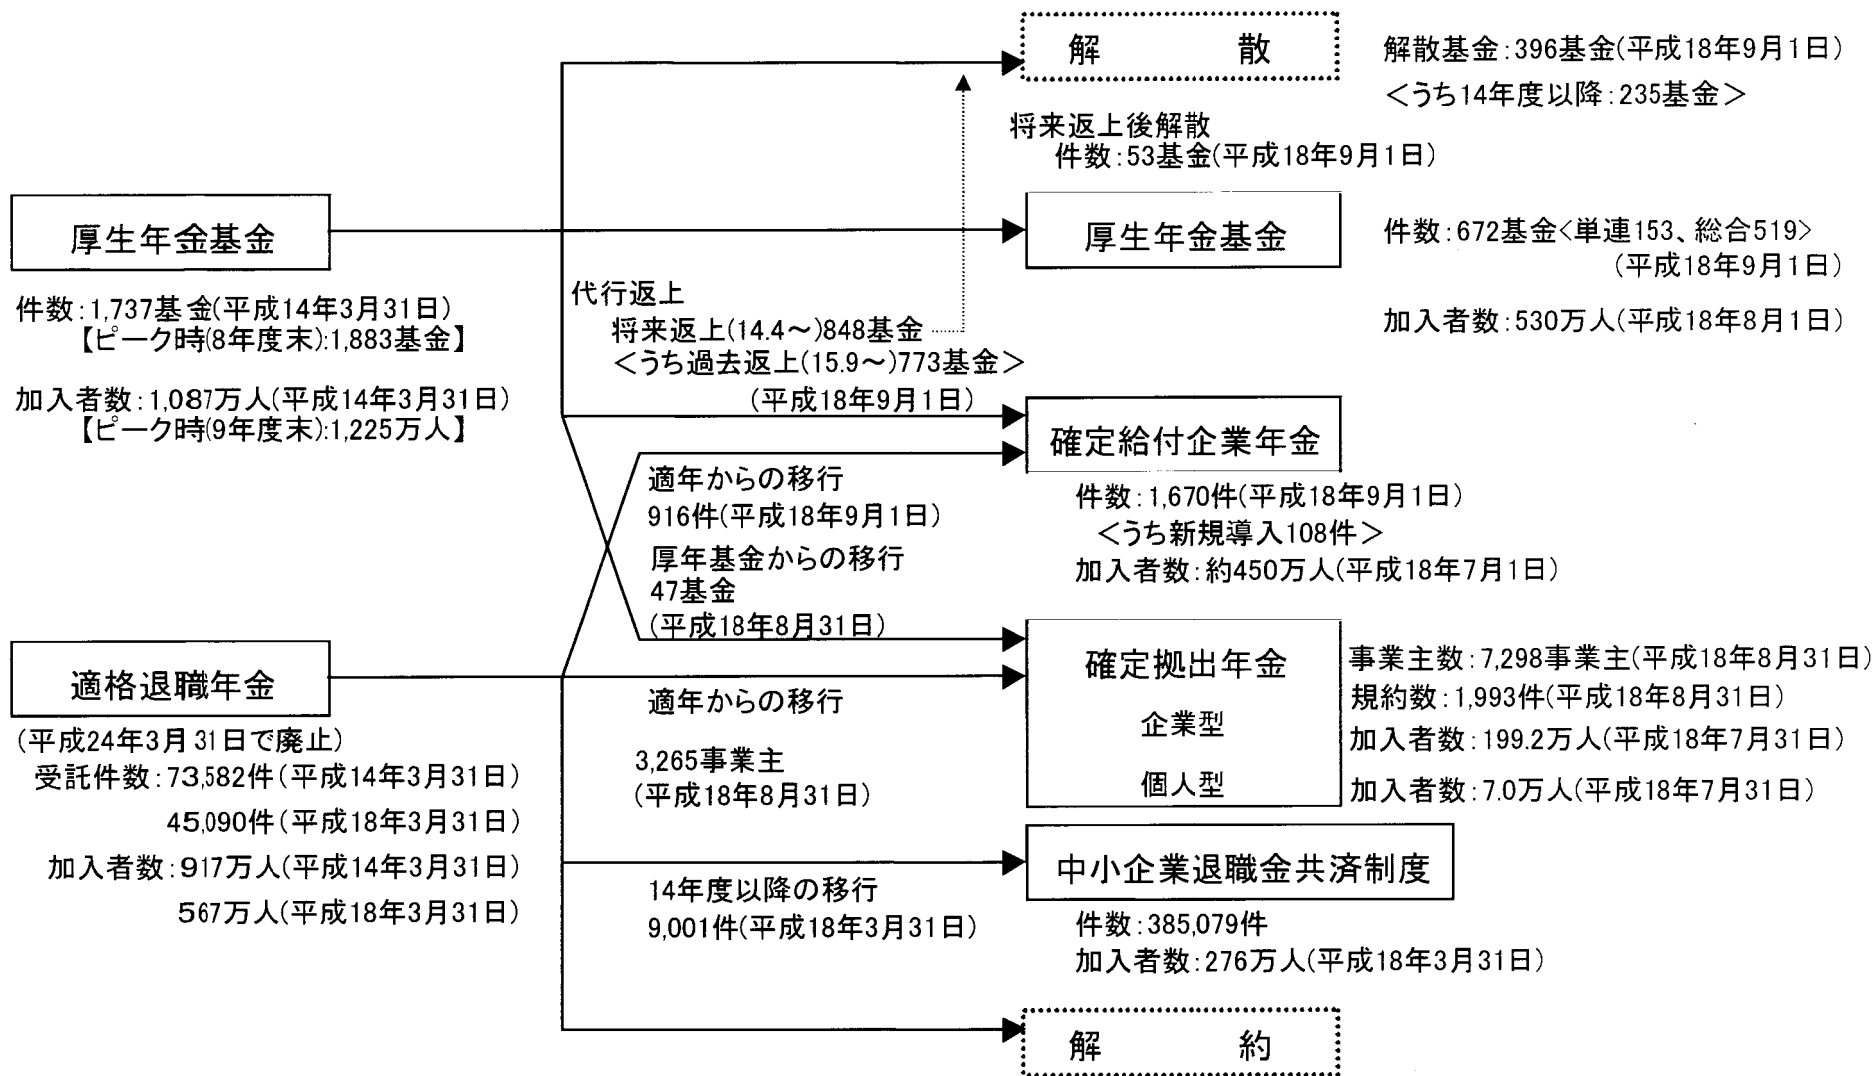 解　散
解散基金:396基金(平成18年9月1日)
＜うち14年度以降:235基金＞
将来返上後解散
件数:53基金(平成18年9月1日)
厚生年金基金
件数:1,737基金(平成14年3月31日)
【ピーク時(8年度末):1,883基金】
加入者数:1,087万人(平成14年3月31日)
【ピーク時(9年度末):1,225万人】
厚生年金基金
件数:672基金<単連153、総合519>
(平成18年9月1日)
加入者数:530万人(平成18年8月1日)
代行返上
将来返上(14.4～)848基金
＜うち過去返上(15.9～)773基金＞
(平成18年9月1日)
確定給付企業年金
件数:1,670件(平成18年9月1日)
＜うち新規導入108件＞
加入者数:約450万人(平成18年7月1日)
適年からの移行
916件(平成18年9月1日)
厚年基金からの移行
47基金
(平成18年8月31日)
適格退職年金
(平成24年3月31日で廃止)
受託件数:73,582件(平成14年3月31日)
45,090件(平成18年3月31日)
加入者数:917万人(平成14年3月31日)
567万人(平成18年3月31日)
適年からの移行
3,265事業主
(平成18年8月31日)
確定拠出年金
企業型
個人型
事業主数:7,298事業主(平成18年8月31日)
規約数:1,993件(平成18年8月31日)
加入者数:199.2万人(平成18年7月31日)
加入者数:7.0万人(平成18年7月31日)
14年度以降の移行
9,001件(平成18年3月31日)
中小企業退職金共済制度
件数:385,079件
加入者数:276万人(平成18年3月31日)
解　約